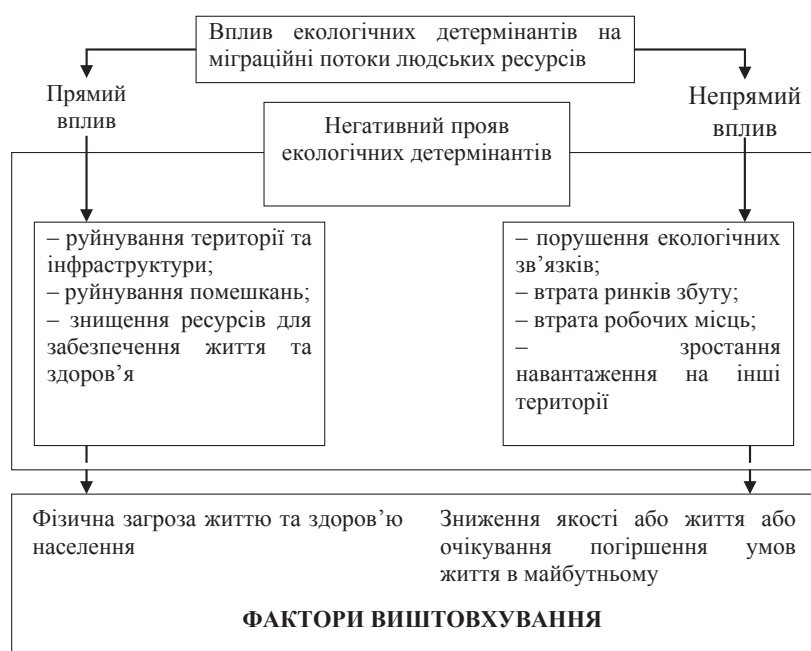 Вплив екологічних детермінантів на
міграційні потоки людських ресурсів
Прямий
вплив
Непрямий
вплив
Негативний прояв
екологічних детермінантів
– руйнування території та
інфраструктури;
– руйнування помешкань;
– знищення ресурсів для
забезпечення життя та
здоров’я
– порушення екологічних
зв’язків;
– втрата ринків збуту;
– втрата робочих місць;
– зростання
навантаження на інші
території
Фізична загроза життю та здоров’ю
населення
Зниження якості або життя або
очікування погіршення умов
життя в майбутньому
ФАКТОРИ ВИШТОВХУВАННЯ